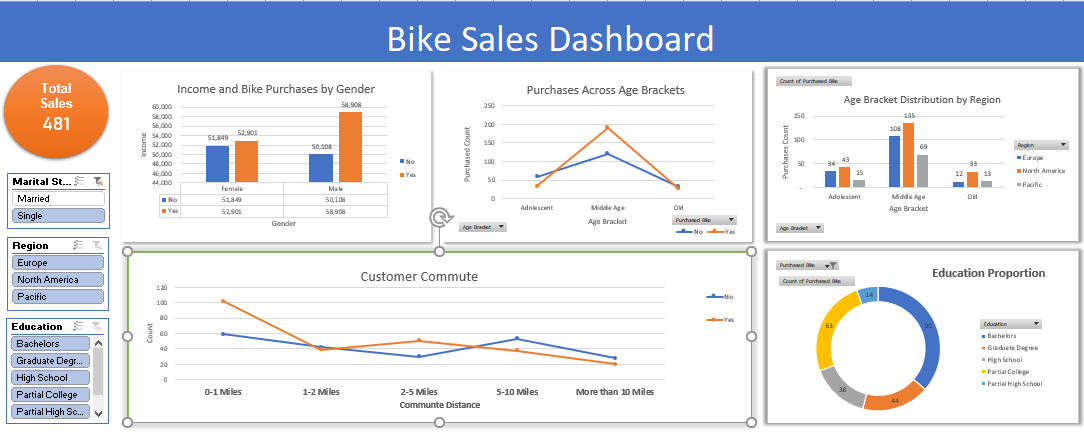 Bike Sales Dashboard
Total
Sales
481
Marital St...
Married
Single
Region
Europe
North America
Pacific
Education
Bachelors
Graduate Degr...
High School
Partial College
Partial High Sc...
Income and Bike Purchases by Gender
Income
60,000
58,000
56,000
54,000
52,000
50,000
48,000
46,000
44,000
51,849
52,901
50,108
58,908
No
Yes
Female Male
No 51,849 50,108
Yes 52,901 58,908
Gender
Purchases Across Age Brackets
Purchased Count
250
200
150
100
50
0
Adolescent Middle Age Old
Age Bracket
Age Bracket
Purchased Bike
No Yes
Count of Purchased Bike
Age Bracket Distribution by Region
Purchases Count
150
100
50
-
34 43 15
108 135 69
12 33 13
Adolescent Middle Age Old
Age Bracket
Region
Europe
North America
Pacific
Age Bracket
Customer Commute
Count
120
100
80
60
40
20
0
0-1 Miles 1-2 Miles 2-5 Miles 5-10 Miles More than 10 Miles
Communte Distance
No
Yes
Purchased Bike
Count of Purchased Bike
Education Proportion
14
63
91
38
44
Education
Bachelors
Graduate Degree
High School
Partial College
Partial High School